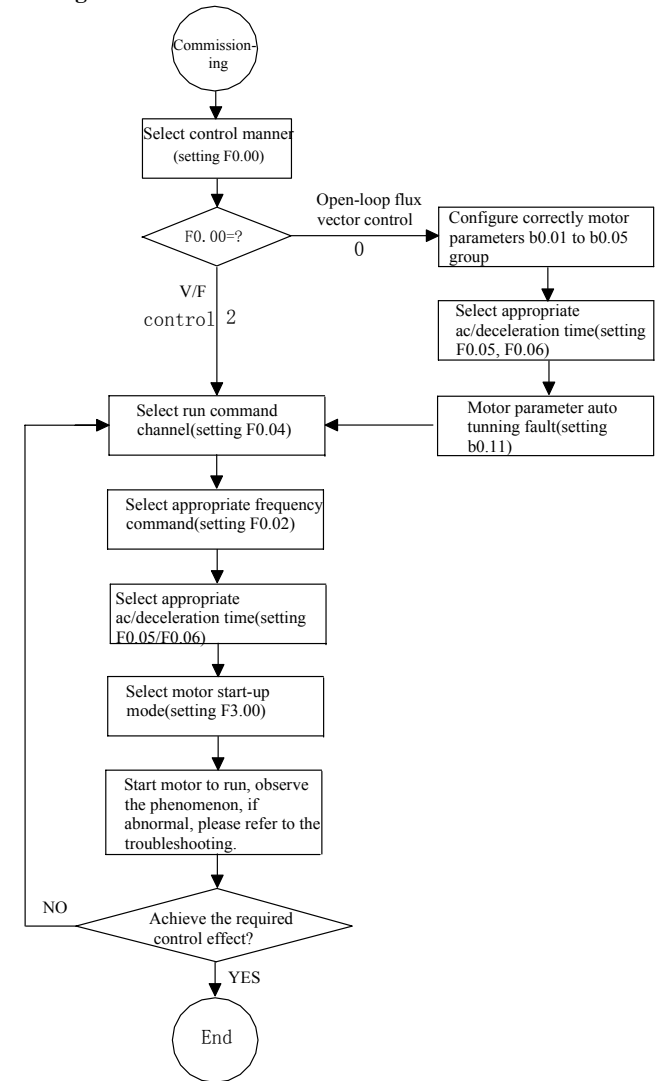 Commission-
ing
Select control manner
(setting F0.00)
F0.00=?
Open-loop flux
vector control
0
Configure correctly motor
parameters b0.01 to b0.05
group
Select appropriate
ac/deceleration time(setting
F0.05, F0.06)
Motor parameter auto
tunning fault(setting
b0.11)
V/F
control 2
Select run command
channel(setting F0.04)
Select appropriate frequency
command(setting F0.02)
Select appropriate
ac/deceleration time(setting
F0.05/F0.06)
Select motor start-up
mode(setting F3.00)
Start motor to run, observe
the phenomenon, if
abnormal, please refer to the
troubleshooting.
NO
Achieve the required
control effect?
YES
End